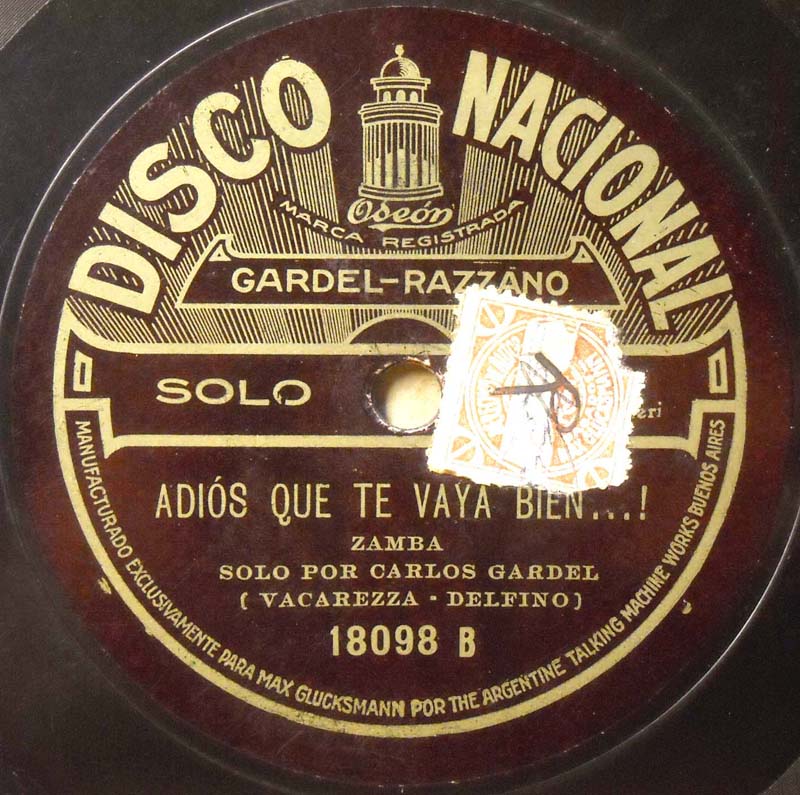 DISCO NACIONAL
Odeón
MARCA REGISTRADA
GARDEL-RAZZANO
SOLO
ADIÓS QUE TE VAYA BIEN...!
ZAMBA
SOLO POR CARLOS GARDEL
( VACAREZZA - DELFINO )
18098 B
MANUFACTURADO EXCLUSIVAMENTE PARA MAX GLUCKSMANN POR THE ARGENTINE TALKING MACHINE WORKS BUENOS AIRES